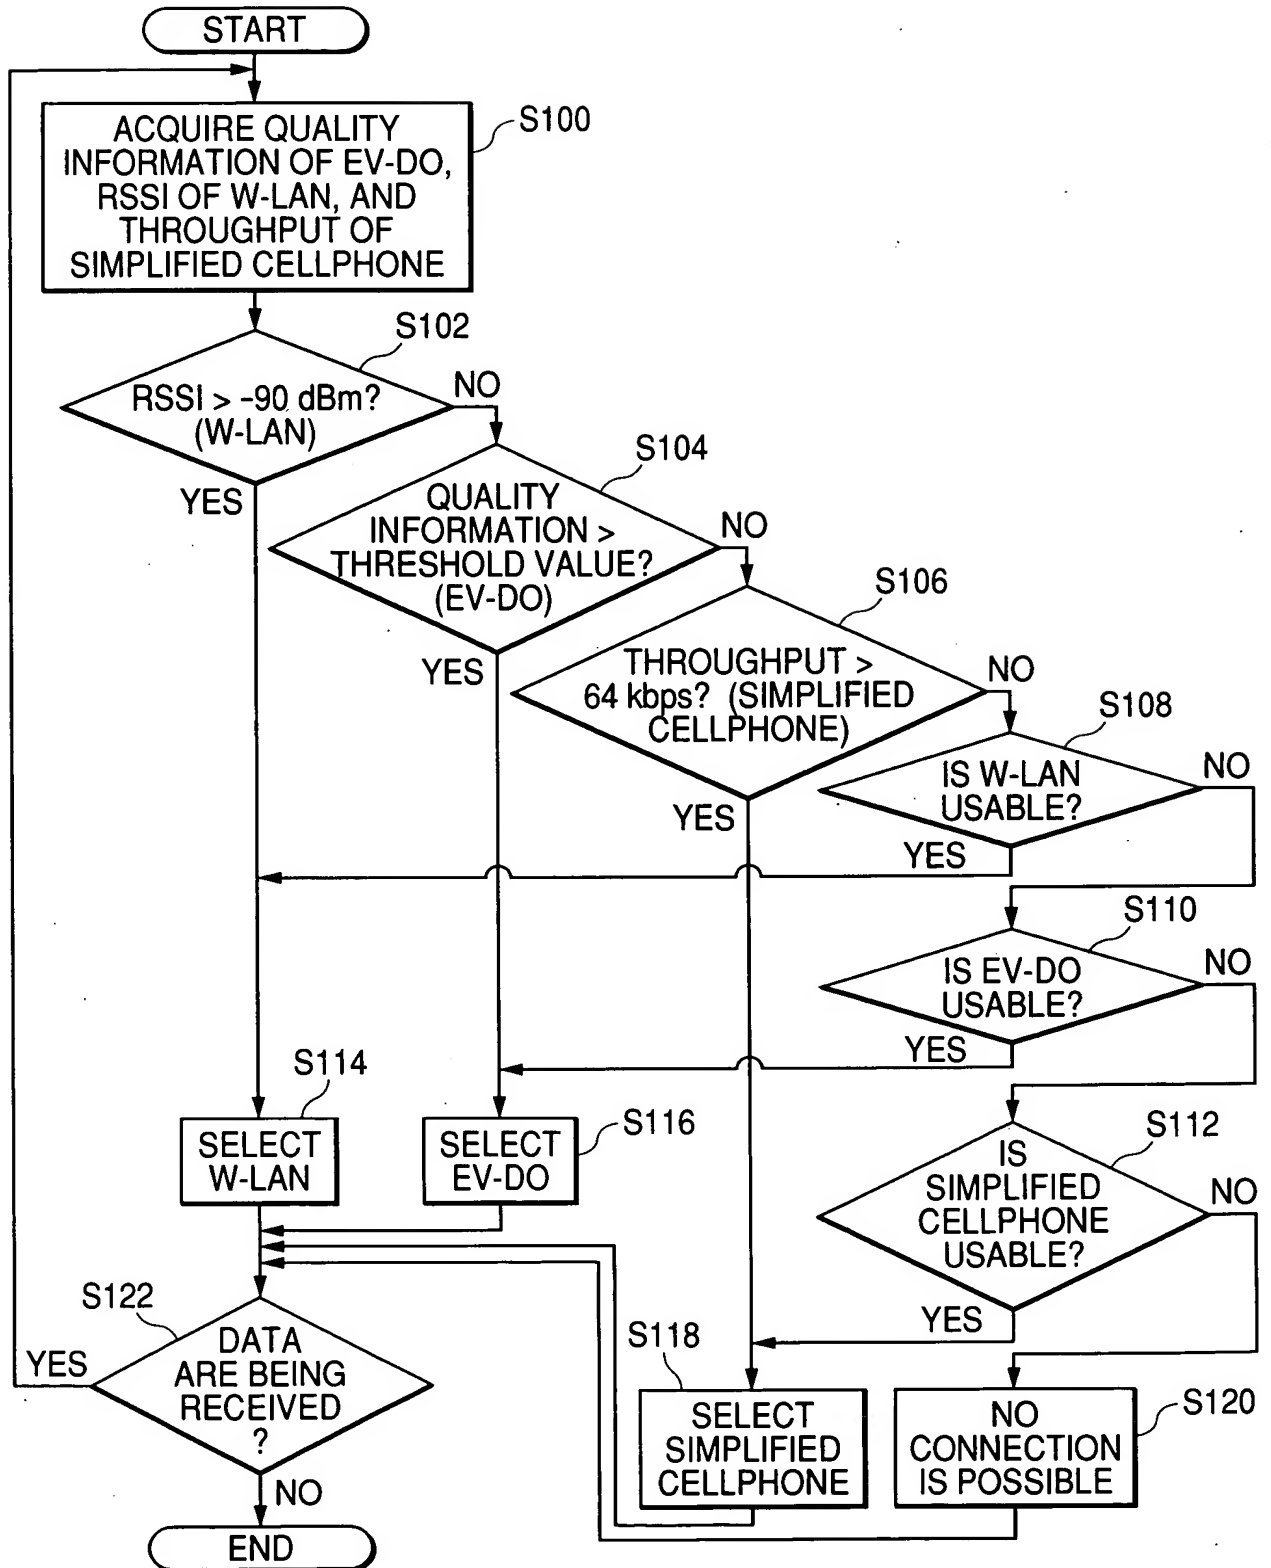 START
ACQUIRE QUALITY
INFORMATION OF EV-DO,
RSSI OF W-LAN, AND
THROUGHPUT OF
SIMPLIFIED CELLPHONE
S100
S102
RSSI > -90 dBm?
(W-LAN)
NO
YES
S104
QUALITY
INFORMATION >
THRESHOLD VALUE?
(EV-DO)
NO
YES
S106
THROUGHPUT >
64 kbps? (SIMPLIFIED
CELLPHONE)
NO
YES
S108
IS W-LAN
USABLE?
NO
YES
S110
IS EV-DO
USABLE?
NO
YES
S112
IS
SIMPLIFIED
CELLPHONE
USABLE?
NO
YES
S114
SELECT
W-LAN
S116
SELECT
EV-DO
S118
SELECT
SIMPLIFIED
CELLPHONE
S120
NO
CONNECTION
IS POSSIBLE
S122
DATA
ARE BEING
RECEIVED
?
YES
NO
END